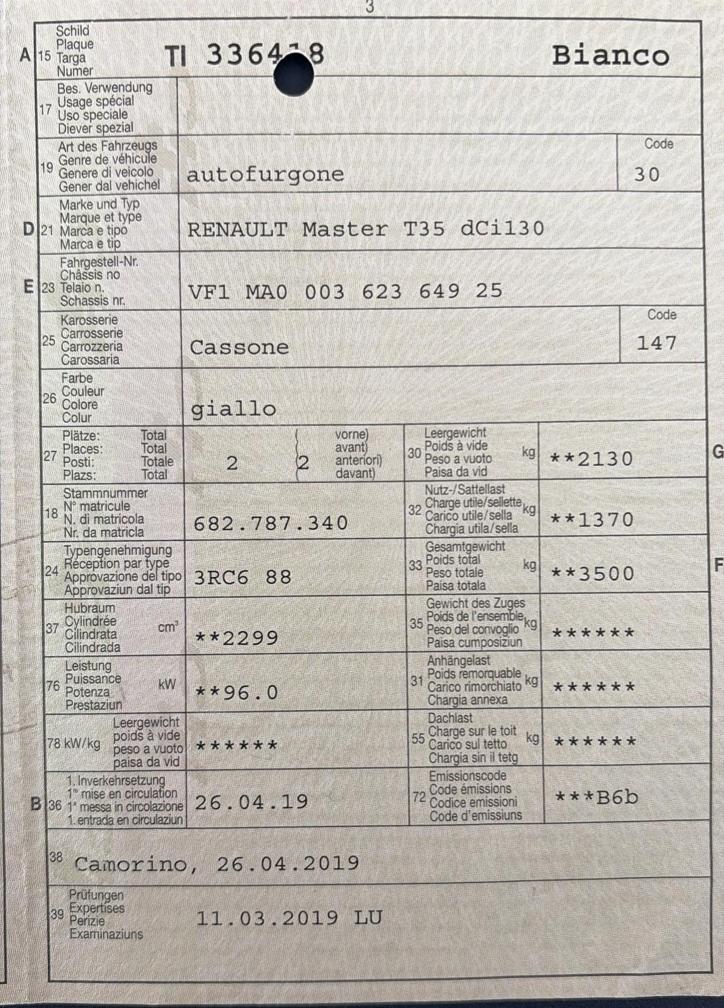 3
A 15 Schild
Plaque
Targa
Numer
TI 336418 Bianco
17 Bes. Verwendung
Usage spécial
Uso speciale
Diever spezial
19 Art des Fahrzeugs
Genre de véhicule
Genere di veicolo
Gener dal vehichel
autofurgone
Code
30
D 21 Marke und Typ
Marque et type
Marca e tipo
Marca e tip
RENAULT Master T35 dCi130
E 23 Fahrgestell-Nr.
Châssis no
Telaio n.
Schassis nr.
VF1 MA0 003 623 649 25
25 Karosserie
Carrosserie
Carrozzeria
Carossaria
Cassone
Code
147
26 Farbe
Couleur
Colore
Colur
giallo
27 Plätze: Total
Places: Total
Posti: Totale
Plazs: Total
2 (2 vorne)
avant)
anteriori)
davant)
30 Leergewicht
Poids à vide
Peso a vuoto
Paisa da vid
kg **2130
G
18 Stammnummer
N° matricule
N. di matricola
Nr. da matricla
682.787.340
32 Nutz-/Sattellast
Charge utile/sellette
Carico utile/sella
Chargia utila/sella
kg **1370
24 Typengenehmigung
Réception par type
Approvazione del tipo
Approvaziun dal tip
3RC6 88
33 Gesamtgewicht
Poids total
Peso totale
Paisa totala
kg **3500
F
37 Hubraum
Cylindrée
Cilindrata
Cilindrada
cm³ **2299
35 Gewicht des Zuges
Poids de l'ensemble
Peso del convoglio
Paisa cumposiziun
kg ******
76 Leistung
Puissance
Potenza
Prestaziun
kW **96.0
31 Anhängelast
Poids remorquable
Carico rimorchiato
Chargia annexa
kg ******
78 kW/kg Leergewicht
poids à vide
peso a vuoto
paisa da vid
******
55 Dachlast
Charge sur le toit
Carico sul tetto
Chargia sin il tetg
kg ******
B 36 1. Inverkehrsetzung
1re mise en circulation
1a messa in circolazione
1. entrada en circulaziun
26.04.19
72 Emissionscode
Code émissions
Codice emissioni
Code d'emissiuns
***B6b
38 Camorino, 26.04.2019
39 Prüfungen
Expertises
Perizie
Examinaziuns
11.03.2019 LU